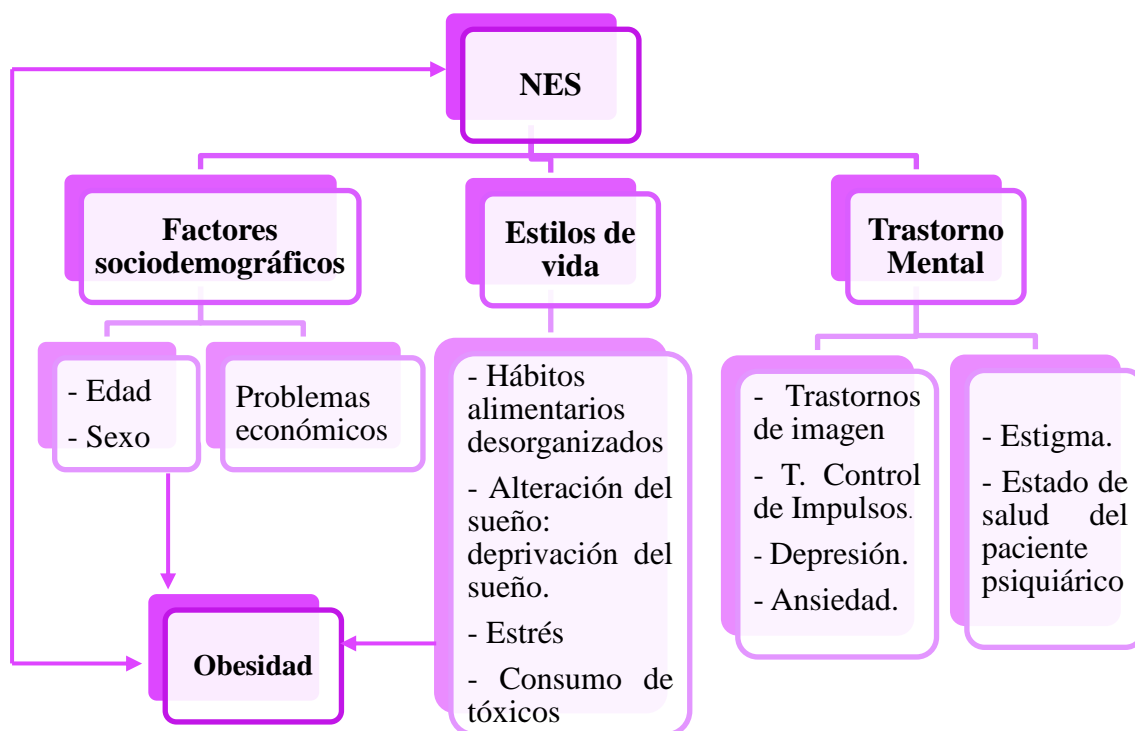 NES
Factores
sociodemográficos
Estilos de
vida
Trastorno
Mental
- Edad
- Sexo
Problemas
económicos
- Hábitos
alimentarios
desorganizados
- Alteración del
sueño:
deprivación del
sueño.
- Estrés
- Consumo de
tóxicos
- Trastornos
de imagen
- T. Control
de Impulsos.
- Depresión.
- Ansiedad.
- Estigma.
- Estado de
salud del
paciente
psiquiárico
Obesidad